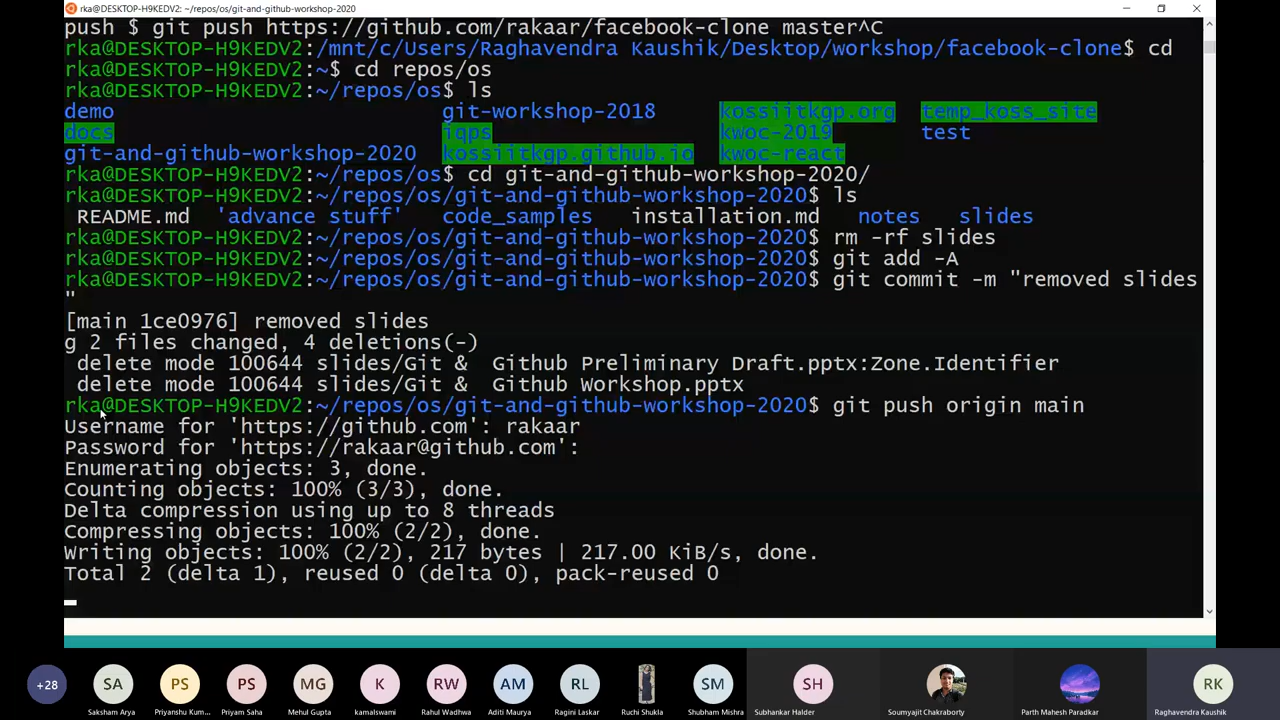 rka@DESKTOP-H9KEDV2: ~/repos/os/git-and-github-workshop-2020
push $ git push https://github.com/rakaar/facebook-clone master^C
rka@DESKTOP-H9KEDV2:/mnt/c/Users/Raghavendra Kaushik/Desktop/workshop/facebook-clone$ cd
rka@DESKTOP-H9KEDV2:~$ cd repos/os
rka@DESKTOP-H9KEDV2:~/repos/os$ ls
demo git-workshop-2018 kossiitkgp.org temp_koss_site
docs iqps kwoc-2019 test
git-and-github-workshop-2020 kossiitkgp.github.io kwoc-react
rka@DESKTOP-H9KEDV2:~/repos/os$ cd git-and-github-workshop-2020/
rka@DESKTOP-H9KEDV2:~/repos/os/git-and-github-workshop-2020$ ls
README.md 'advance stuff' code_samples installation.md notes slides
rka@DESKTOP-H9KEDV2:~/repos/os/git-and-github-workshop-2020$ rm -rf slides
rka@DESKTOP-H9KEDV2:~/repos/os/git-and-github-workshop-2020$ git add -A
rka@DESKTOP-H9KEDV2:~/repos/os/git-and-github-workshop-2020$ git commit -m "removed slides
"
[main 1ce0976] removed slides
g 2 files changed, 4 deletions(-)
delete mode 100644 slides/Git &  Github Preliminary Draft.pptx:Zone.Identifier
delete mode 100644 slides/Git &  Github Workshop.pptx
rka@DESKTOP-H9KEDV2:~/repos/os/git-and-github-workshop-2020$ git push origin main
Username for 'https://github.com': rakaar
Password for 'https://rakaar@github.com':
Enumerating objects: 3, done.
Counting objects: 100% (3/3), done.
Delta compression using up to 8 threads
Compressing objects: 100% (2/2), done.
Writing objects: 100% (2/2), 217 bytes | 217.00 KiB/s, done.
Total 2 (delta 1), reused 0 (delta 0), pack-reused 0
+28 SA PS PS MG K RW AM RL SM SH RK
Saksham Arya Priyanshu Kum... Priyam Saha Mehul Gupta kamalswami Rahul Wadhwa Aditi Maurya Ragini Laskar Ruchi Shukla Shubham Mishra Subhankar Halder Soumyajit Chakraborty Parth Mahesh Paradkar Raghavendra Kaushik